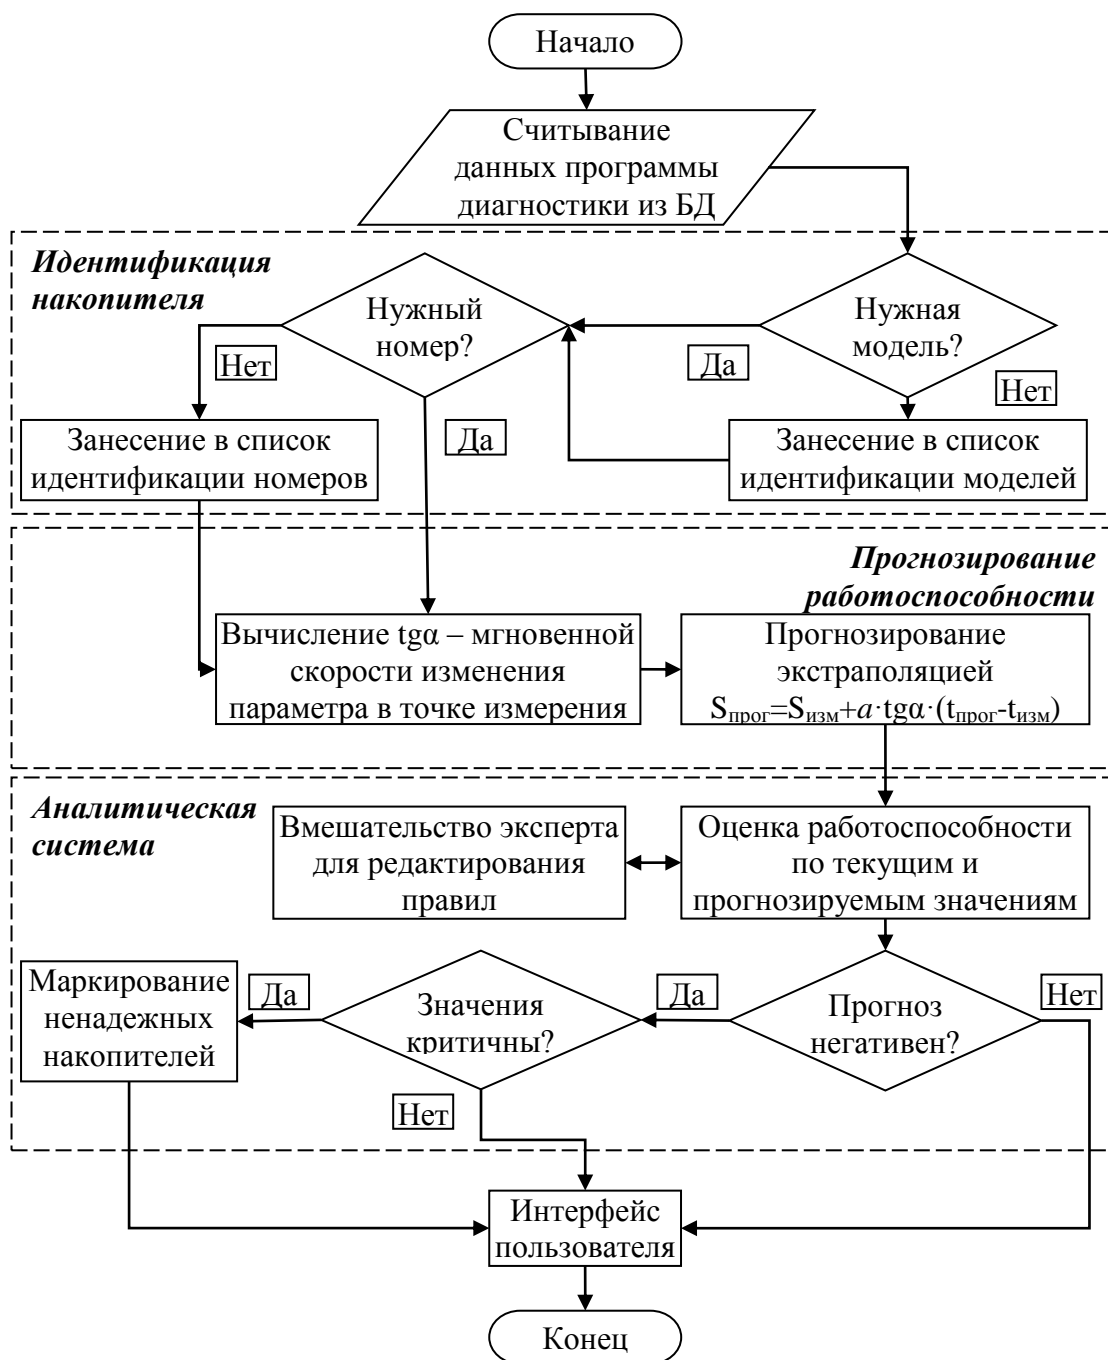 Начало
Считывание
данных программы
диагностики из БД
Идентификация
накопителя
Нужный
номер?
Нужная
модель?
Нет
Да
Нет
Да
Занесение в список
идентификации номеров
Занесение в список
идентификации моделей
Прогнозирование
работоспособности
Вычисление tgα – мгновенной
скорости изменения
параметра в точке измерения
Прогнозирование
экстраполяцией
Sпрог=Sизм+a·tgα·(tпрог-tизм)
Аналитическая
система
Вмешательство эксперта
для редактирования
правил
Оценка работоспособности
по текущим и
прогнозируемым значениям
Маркирование
ненадежных
накопителей
Да
Значения
критичны?
Да
Прогноз
негативен?
Нет
Нет
Интерфейс
пользователя
Конец